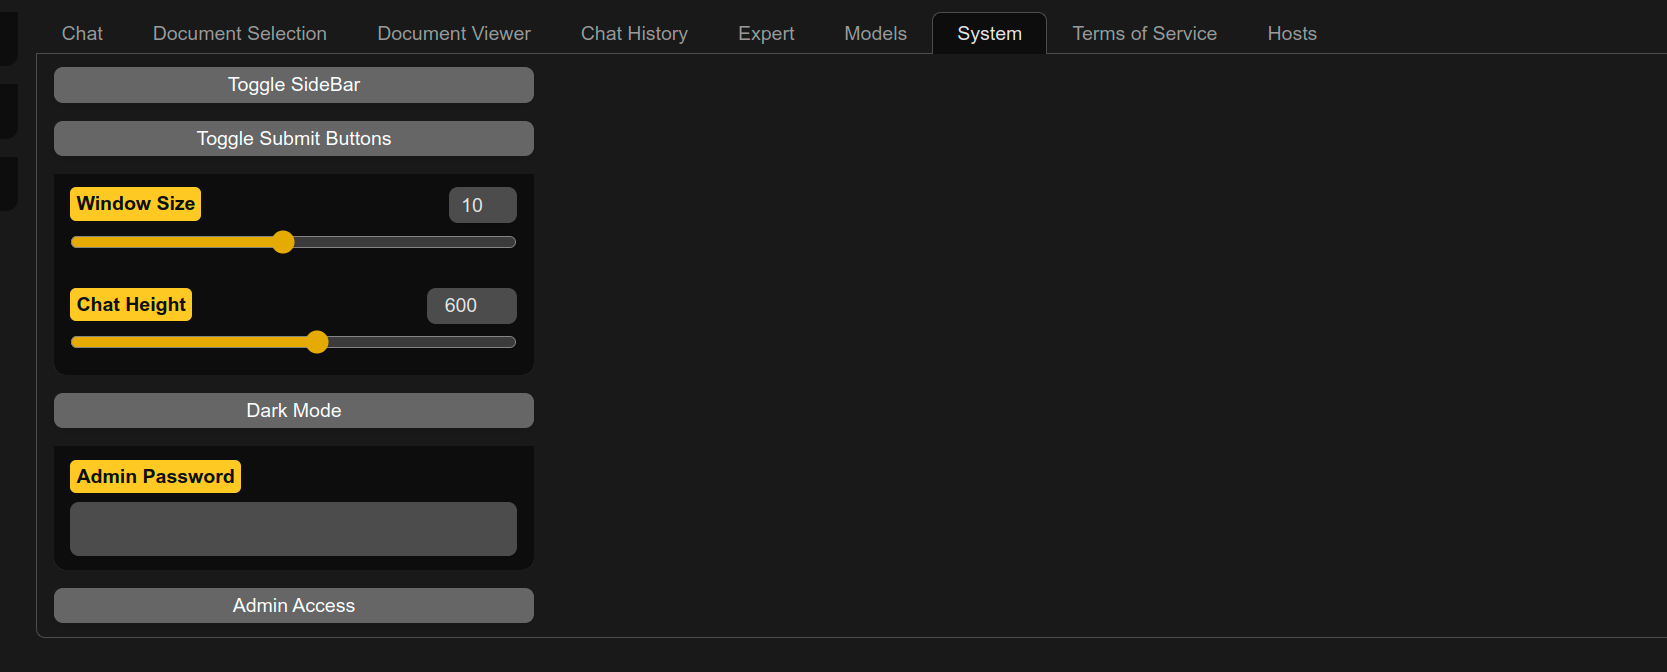 Chat Document Selection Document Viewer Chat History Expert Models System Terms of Service Hosts
Toggle SideBar
Toggle Submit Buttons
Window Size 10
Chat Height 600
Dark Mode
Admin Password
Admin Access